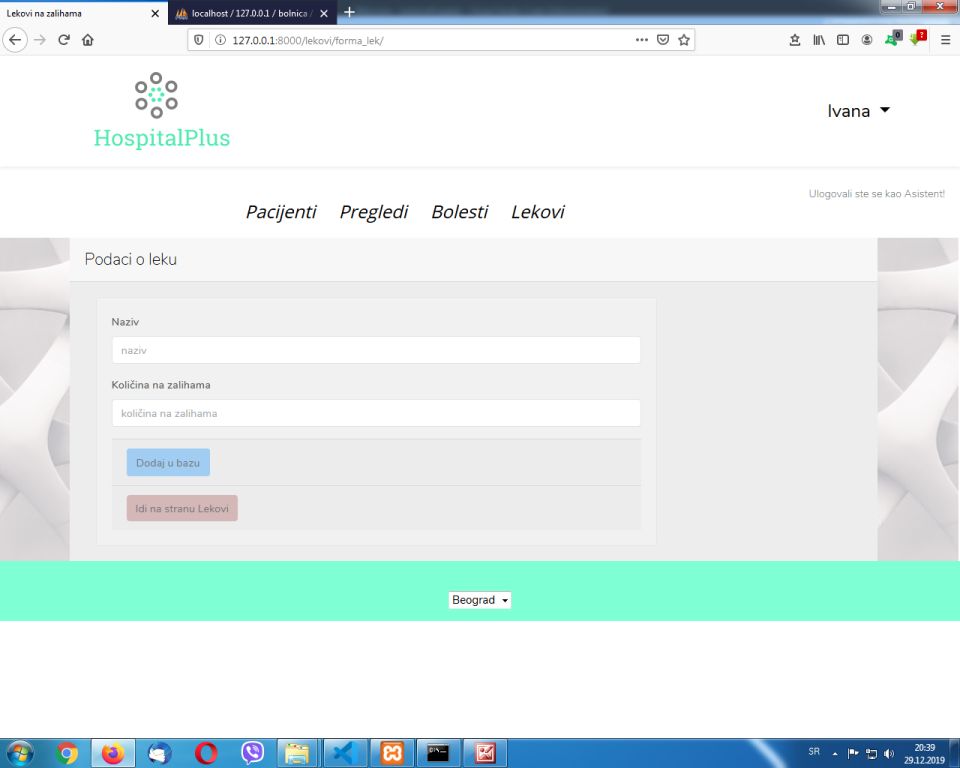 Lekovi na zalihama
localhost / 127.0.0.1 / bolnica /
127.0.0.1:8000/lekovi/forma_lek/
0
?
HospitalPlus
Ivana
Ulogovali ste se kao Asistent!
Pacijenti Pregledi Bolesti Lekovi
Podaci o leku
Naziv
naziv
Količina na zalihama
količina na zalihama
Dodaj u bazu
Idi na stranu Lekovi
Beograd
SR
20:39
29.12.2019